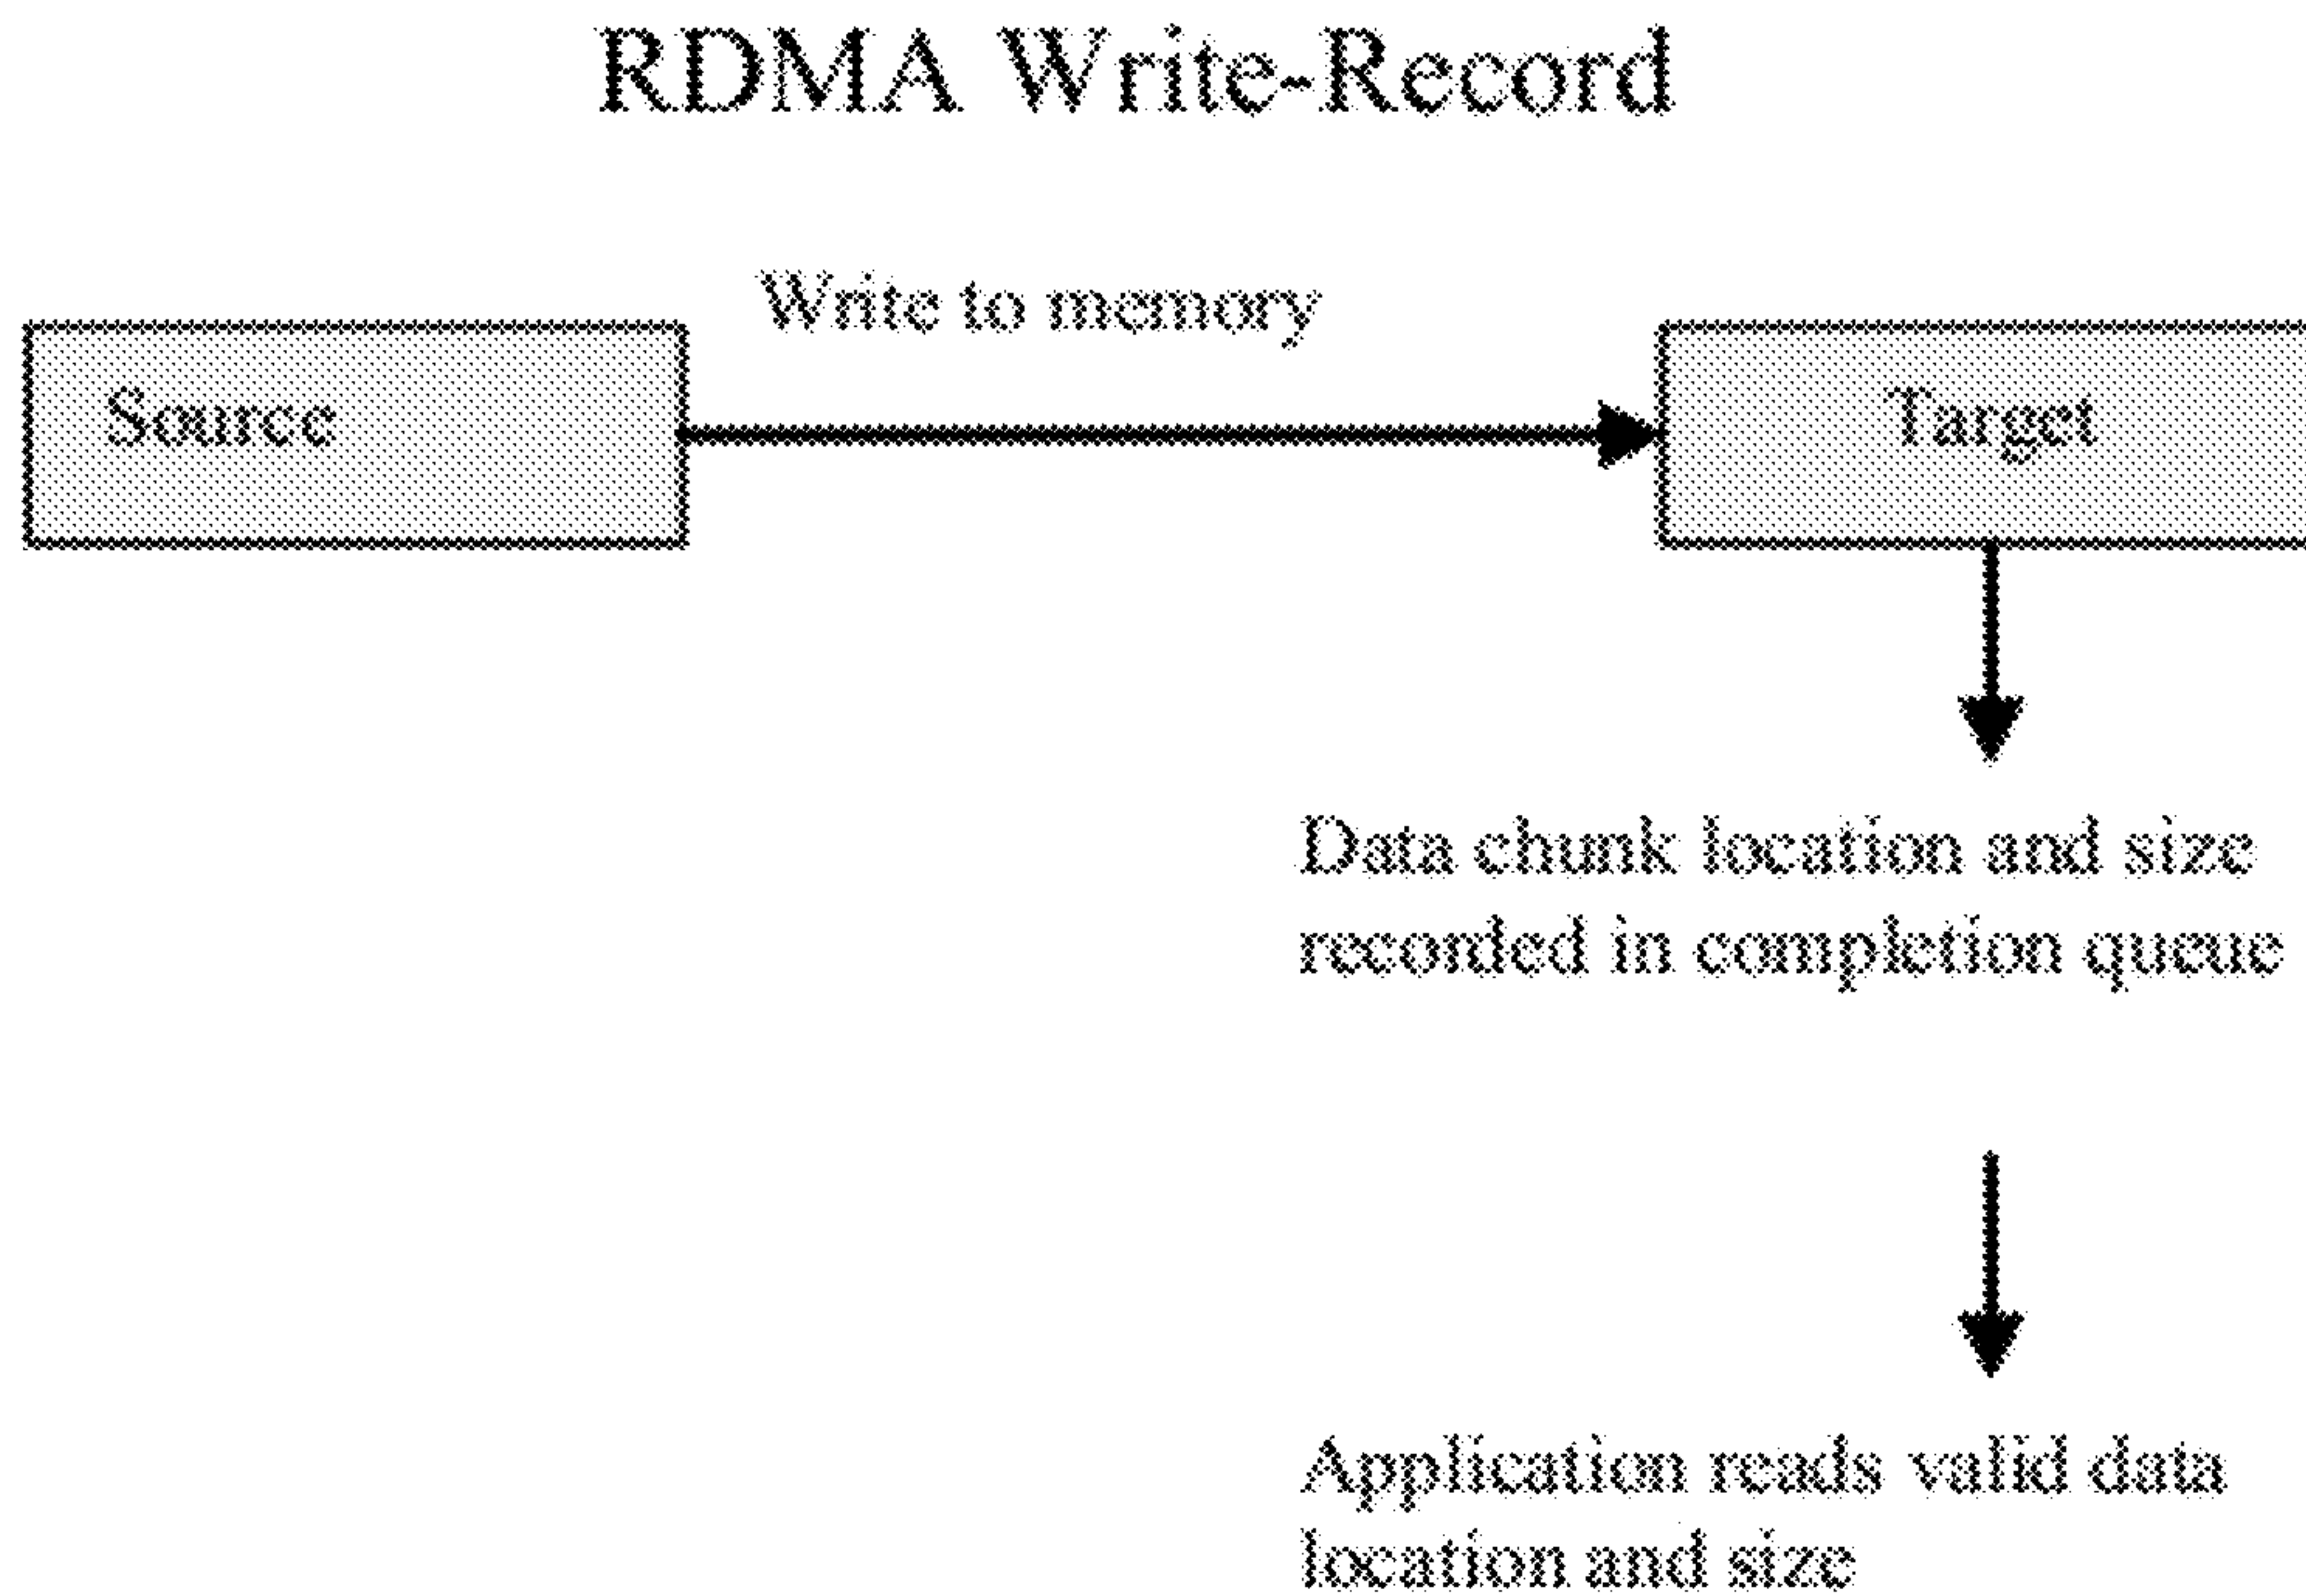 RDMA Write-Record
Write to memory
Source
Target
Data chunk location and size
recorded in completion queue
Application reads valid data
location and size